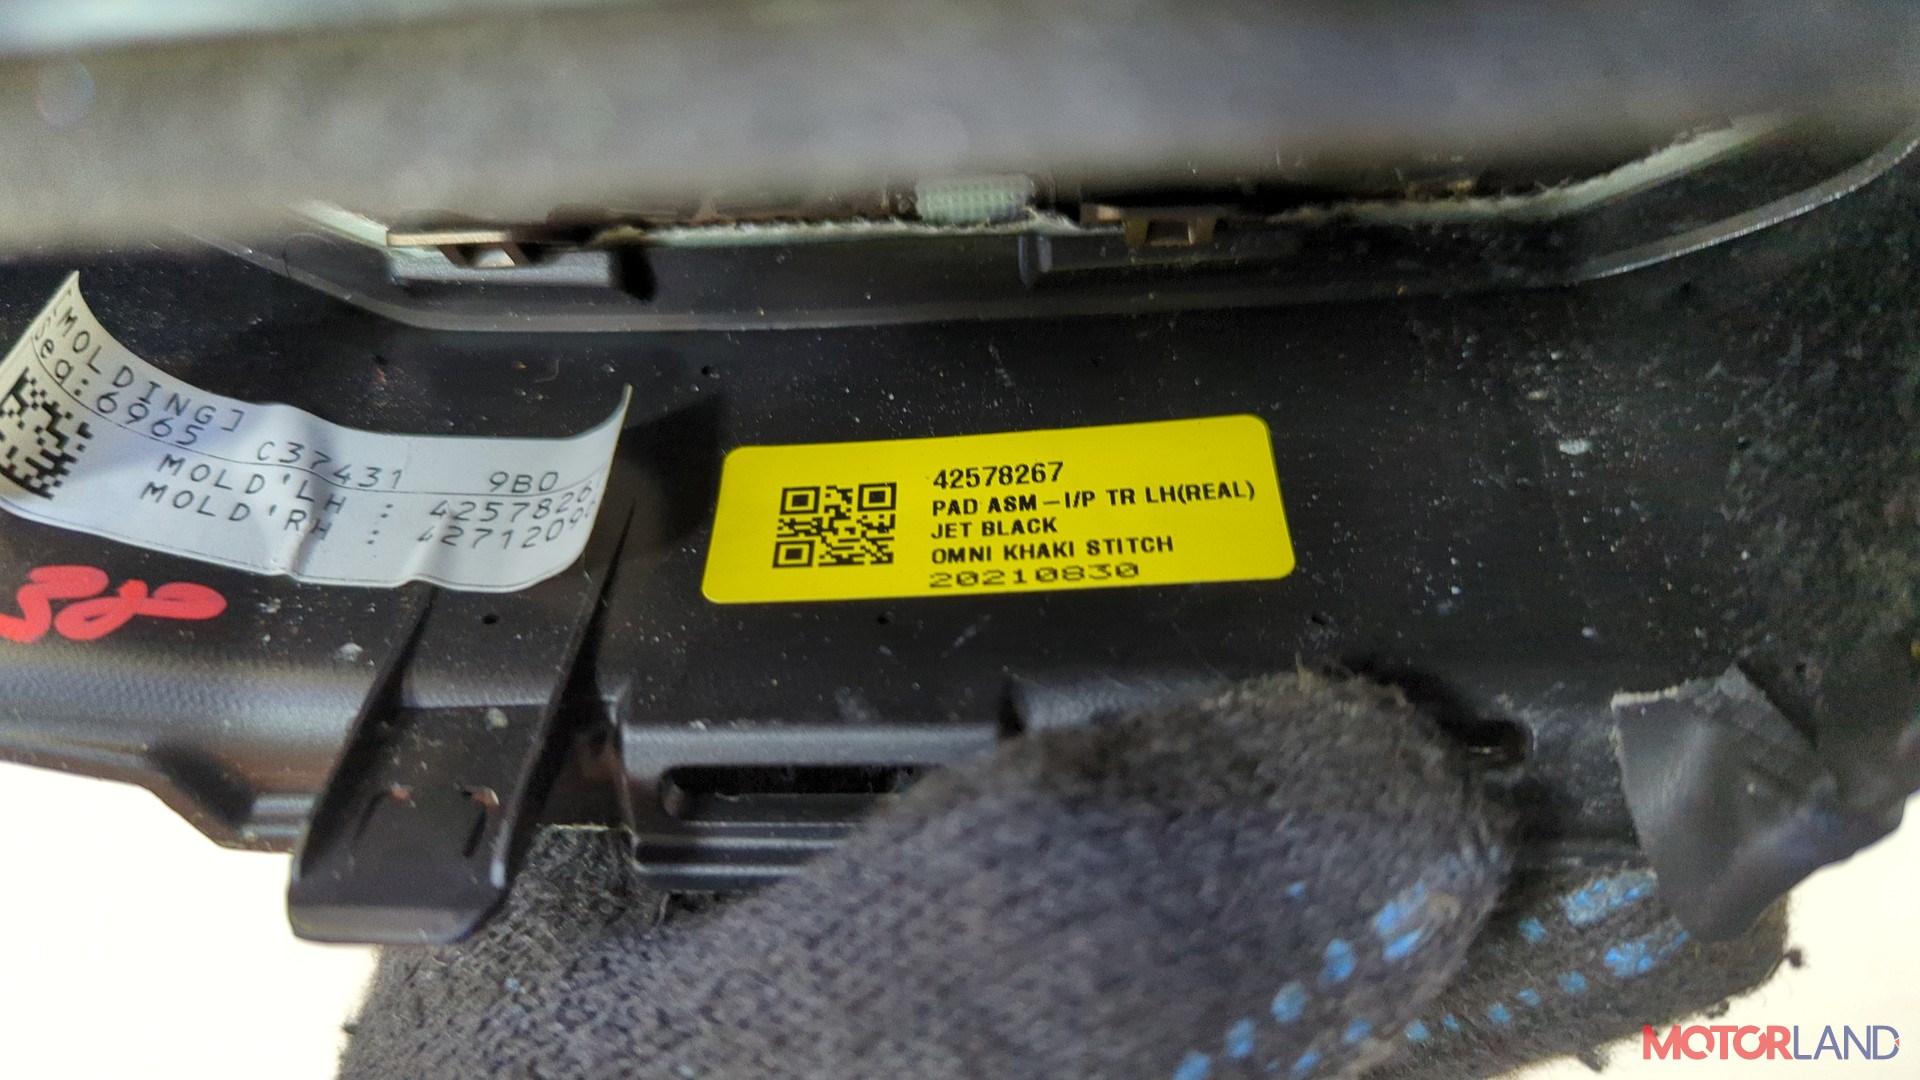 [MOLDING]
Seq: 6965
C37431 9B0
MOLD'LH : 4257826
MOLD'RH : 4271209
42578267
PAD ASM-I/P TR LH(REAL)
JET BLACK
OMNI KHAKI STITCH
20210830
MOTORLAND